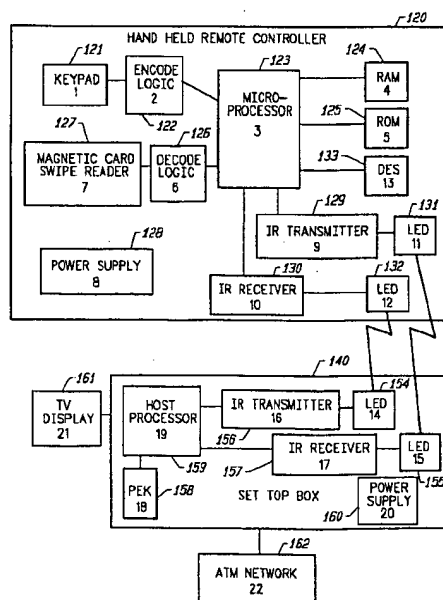 120
HAND HELD REMOTE CONTROLLER
121
KEYPAD
1
ENCODE
LOGIC
2
122
123
MICRO-
PROCESSOR
3
124
RAM
4
125
ROM
5
133
DES
13
127
MAGNETIC CARD
SWIPE READER
7
126
DECODE
LOGIC
6
129
IR TRANSMITTER
9
131
LED
11
128
POWER SUPPLY
8
130
IR RECEIVER
10
132
LED
12
140
161
TV
DISPLAY
21
HOST
PROCESSOR
19
159
IR TRANSMITTER
16
156
154
LED
14
IR RECEIVER
17
157
LED
15
155
PEK
18
158
SET TOP BOX
POWER
SUPPLY
20
160
162
ATM NETWORK
22